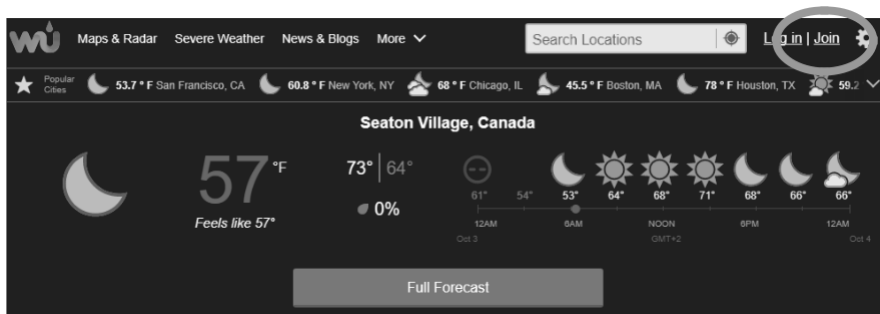 wu Maps & Radar Severe Weather News & Blogs More Search Locations Log in | Join
Popular Cities 53.7 ° F San Francisco, CA 60.8 ° F New York, NY 68 ° F Chicago, IL 45.5 ° F Boston, MA 78 ° F Houston, TX 59.2
Seaton Village, Canada
57 °F 73° | 64°
Feels like 57° 0%
61° 54° 53° 64° 68° 71° 68° 66° 66°
12AM 6AM NOON 6PM 12AM
Oct 3 GMT+2 Oct 4
Full Forecast